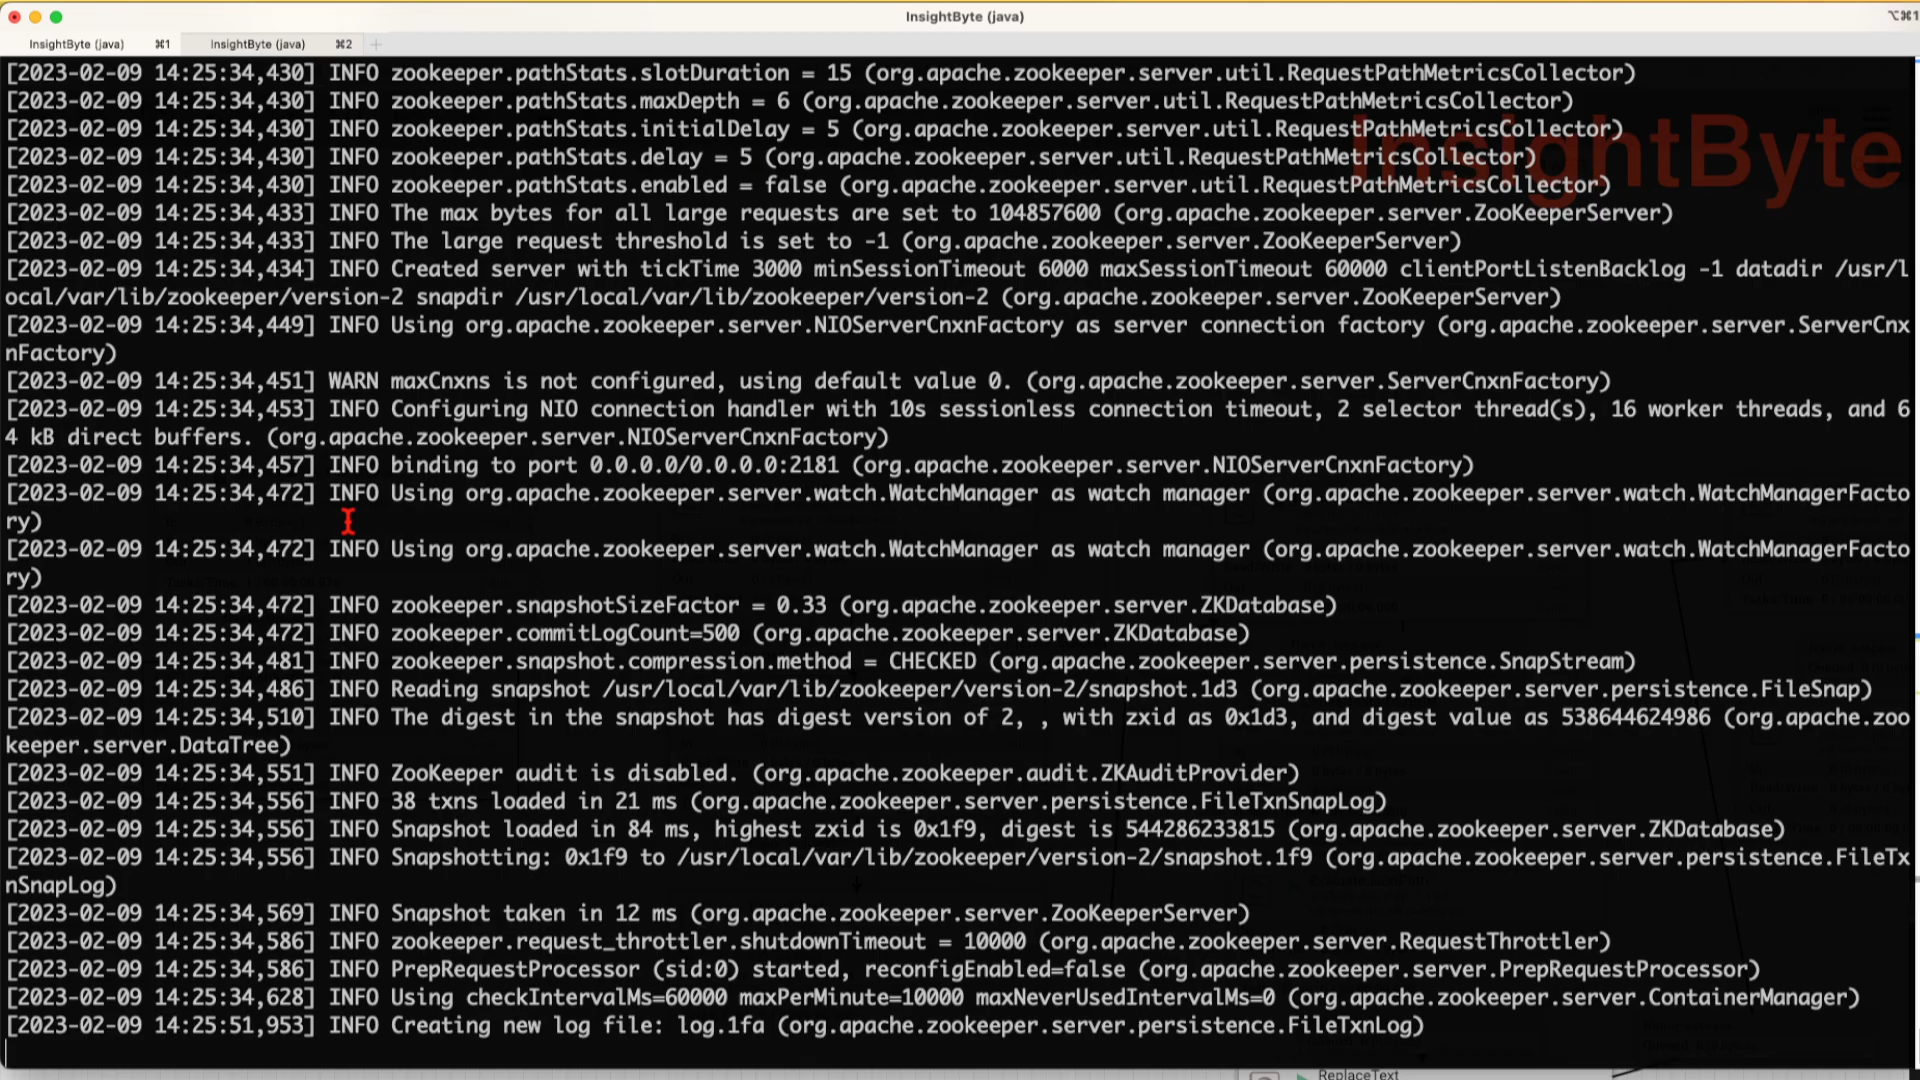 InsightByte (java)
⌥⌘1
InsightByte (java) ⌘1 InsightByte (java) ⌘2 +
[2023-02-09 14:25:34,430] INFO zookeeper.pathStats.slotDuration = 15 (org.apache.zookeeper.server.util.RequestPathMetricsCollector)
[2023-02-09 14:25:34,430] INFO zookeeper.pathStats.maxDepth = 6 (org.apache.zookeeper.server.util.RequestPathMetricsCollector)
[2023-02-09 14:25:34,430] INFO zookeeper.pathStats.initialDelay = 5 (org.apache.zookeeper.server.util.RequestPathMetricsCollector)
[2023-02-09 14:25:34,430] INFO zookeeper.pathStats.delay = 5 (org.apache.zookeeper.server.util.RequestPathMetricsCollector)
InsightByte
[2023-02-09 14:25:34,430] INFO zookeeper.pathStats.enabled = false (org.apache.zookeeper.server.util.RequestPathMetricsCollector)
[2023-02-09 14:25:34,433] INFO The max bytes for all large requests are set to 104857600 (org.apache.zookeeper.server.ZooKeeperServer)
[2023-02-09 14:25:34,433] INFO The large request threshold is set to -1 (org.apache.zookeeper.server.ZooKeeperServer)
[2023-02-09 14:25:34,434] INFO Created server with tickTime 3000 minSessionTimeout 6000 maxSessionTimeout 60000 clientPortListenBacklog -1 datadir /usr/l
ocal/var/lib/zookeeper/version-2 snapdir /usr/local/var/lib/zookeeper/version-2 (org.apache.zookeeper.server.ZooKeeperServer)
[2023-02-09 14:25:34,449] INFO Using org.apache.zookeeper.server.NIOServerCnxnFactory as server connection factory (org.apache.zookeeper.server.ServerCnx
nFactory)
[2023-02-09 14:25:34,451] WARN maxCnxns is not configured, using default value 0. (org.apache.zookeeper.server.ServerCnxnFactory)
[2023-02-09 14:25:34,453] INFO Configuring NIO connection handler with 10s sessionless connection timeout, 2 selector thread(s), 16 worker threads, and 6
4 kB direct buffers. (org.apache.zookeeper.server.NIOServerCnxnFactory)
[2023-02-09 14:25:34,457] INFO binding to port 0.0.0.0/0.0.0.0:2181 (org.apache.zookeeper.server.NIOServerCnxnFactory)
[2023-02-09 14:25:34,472] INFO Using org.apache.zookeeper.server.watch.WatchManager as watch manager (org.apache.zookeeper.server.watch.WatchManagerFacto
ry)
[2023-02-09 14:25:34,472] INFO Using org.apache.zookeeper.server.watch.WatchManager as watch manager (org.apache.zookeeper.server.watch.WatchManagerFacto
ry)
[2023-02-09 14:25:34,472] INFO zookeeper.snapshotSizeFactor = 0.33 (org.apache.zookeeper.server.ZKDatabase)
[2023-02-09 14:25:34,472] INFO zookeeper.commitLogCount=500 (org.apache.zookeeper.server.ZKDatabase)
[2023-02-09 14:25:34,481] INFO zookeeper.snapshot.compression.method = CHECKED (org.apache.zookeeper.server.persistence.SnapStream)
[2023-02-09 14:25:34,486] INFO Reading snapshot /usr/local/var/lib/zookeeper/version-2/snapshot.1d3 (org.apache.zookeeper.server.persistence.FileSnap)
[2023-02-09 14:25:34,510] INFO The digest in the snapshot has digest version of 2, , with zxid as 0x1d3, and digest value as 538644624986 (org.apache.zoo
keeper.server.DataTree)
[2023-02-09 14:25:34,551] INFO ZooKeeper audit is disabled. (org.apache.zookeeper.audit.ZKAuditProvider)
[2023-02-09 14:25:34,556] INFO 38 txns loaded in 21 ms (org.apache.zookeeper.server.persistence.FileTxnSnapLog)
[2023-02-09 14:25:34,556] INFO Snapshot loaded in 84 ms, highest zxid is 0x1f9, digest is 544286233815 (org.apache.zookeeper.server.ZKDatabase)
[2023-02-09 14:25:34,556] INFO Snapshotting: 0x1f9 to /usr/local/var/lib/zookeeper/version-2/snapshot.1f9 (org.apache.zookeeper.server.persistence.FileTx
nSnapLog)
[2023-02-09 14:25:34,569] INFO Snapshot taken in 12 ms (org.apache.zookeeper.server.ZooKeeperServer)
[2023-02-09 14:25:34,586] INFO zookeeper.request_throttler.shutdownTimeout = 10000 (org.apache.zookeeper.server.RequestThrottler)
[2023-02-09 14:25:34,586] INFO PrepRequestProcessor (sid:0) started, reconfigEnabled=false (org.apache.zookeeper.server.PrepRequestProcessor)
[2023-02-09 14:25:34,628] INFO Using checkIntervalMs=60000 maxPerMinute=10000 maxNeverUsedIntervalMs=0 (org.apache.zookeeper.server.ContainerManager)
[2023-02-09 14:25:51,953] INFO Creating new log file: log.1fa (org.apache.zookeeper.server.persistence.FileTxnLog)
ReplaceText